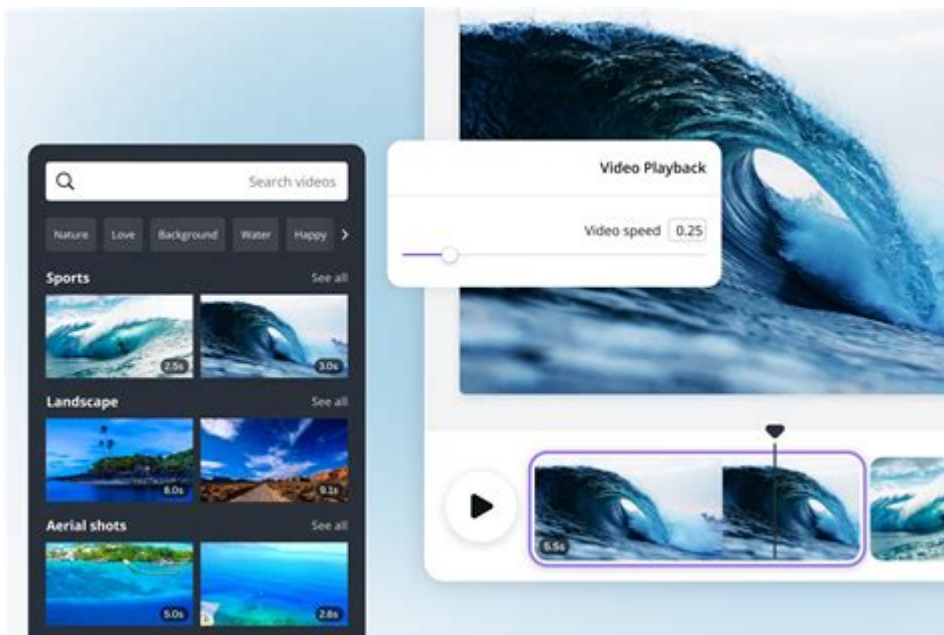 Search videos
Nature Love Background Water Happy
Sports See all
2.5s 3.0s
Landscape See all
8.0s 9.1s
Aerial shots See all
5.0s 2.6s
Video Playback
Video speed 0.25
5.5s